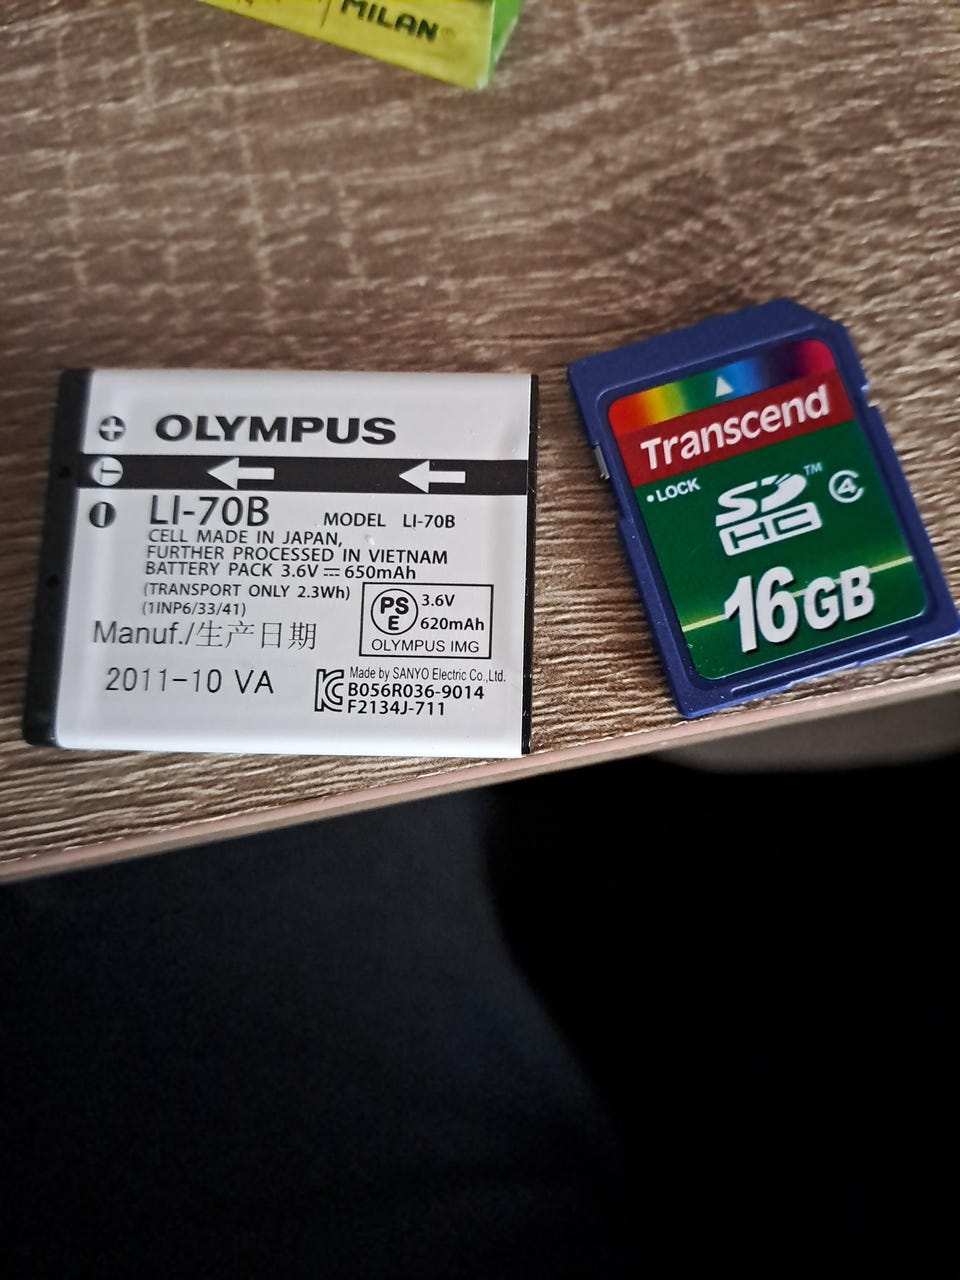 MILAN
OLYMPUS
LI-70B MODEL LI-70B
CELL MADE IN JAPAN,
FURTHER PROCESSED IN VIETNAM
BATTERY PACK 3.6V ⎓ 650mAh
(TRANSPORT ONLY 2.3Wh)
(1INP6/33/41)
PS
E
3.6V
620mAh
OLYMPUS IMG
Manuf./生产日期
2011-10 VA
Made by SANYO Electric Co.,Ltd.
B056R036-9014
F2134J-711
Transcend
•LOCK
SD™
HC
4
16GB